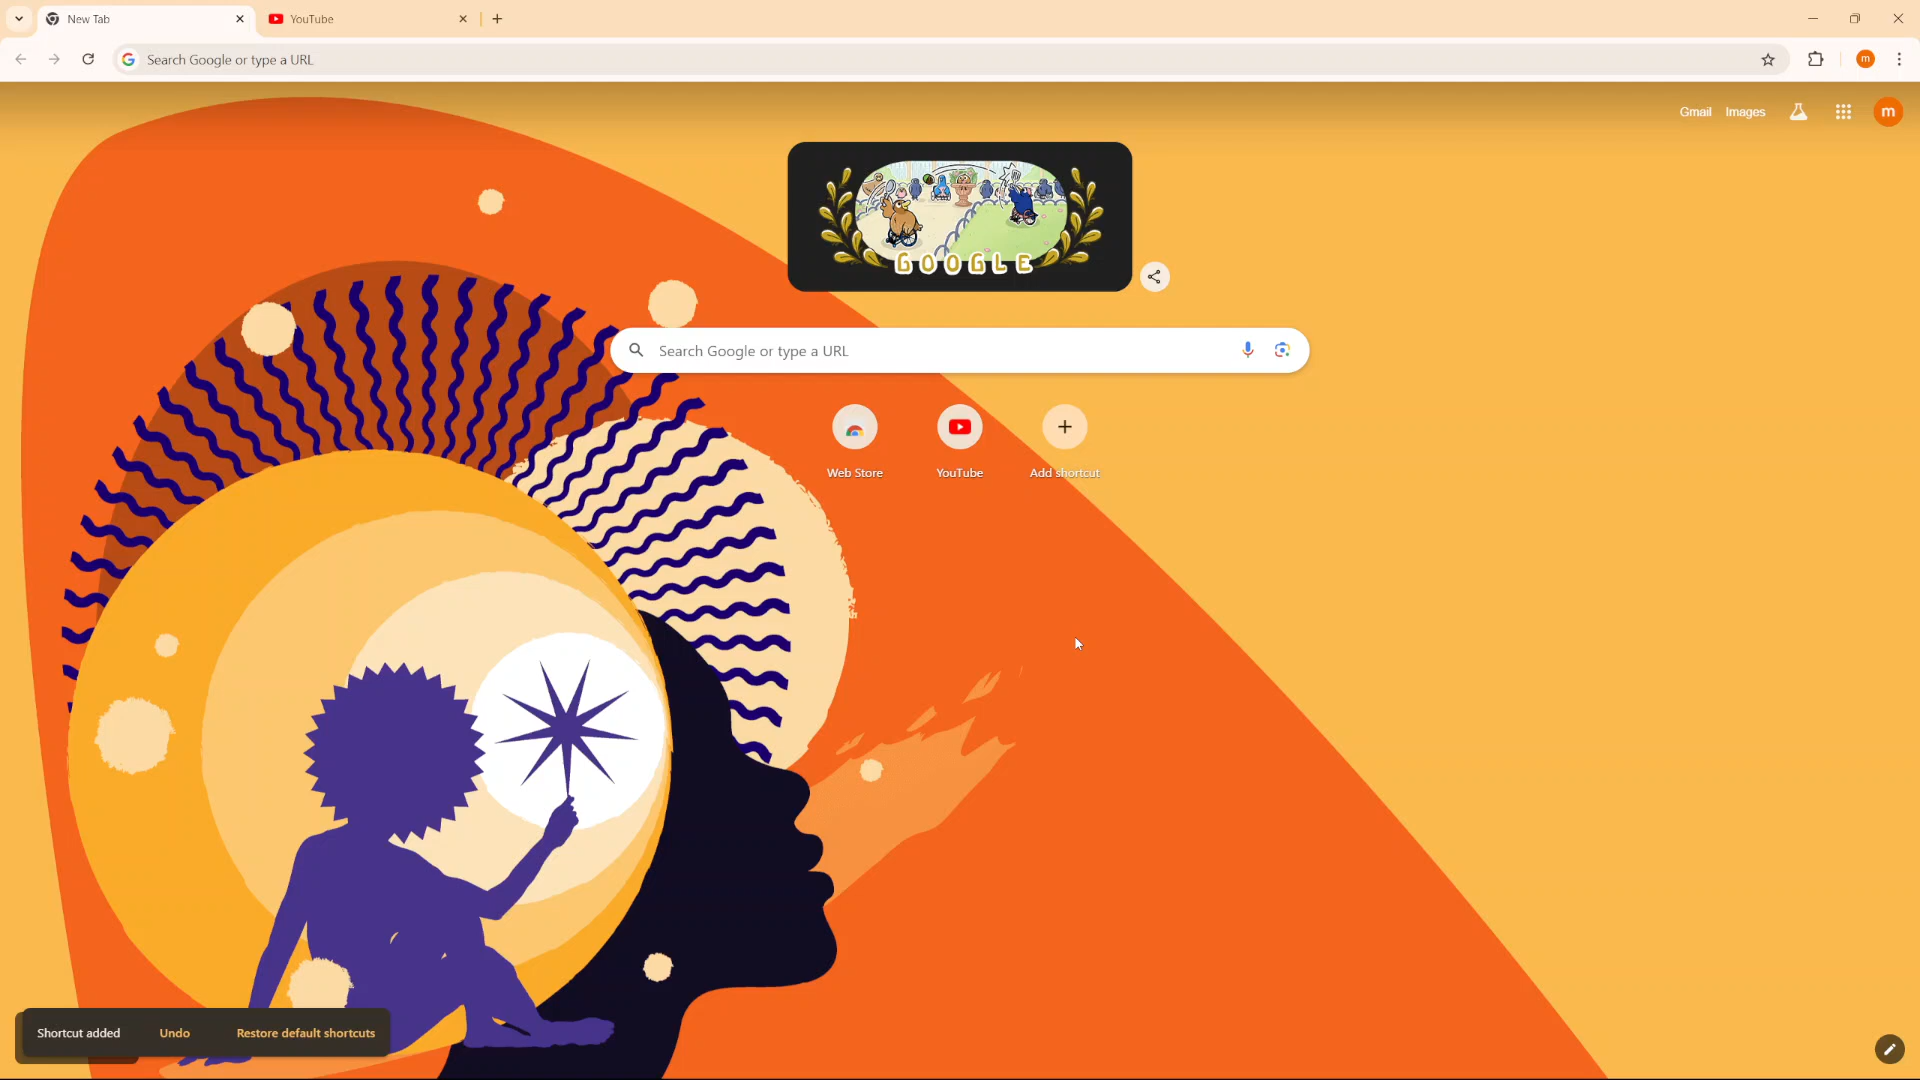 New Tab
YouTube
Search Google or type a URL
m
Gmail
Images
m
GOOGLE
Search Google or type a URL
Web Store
YouTube
Add shortcut
Shortcut added
Undo
Restore default shortcuts